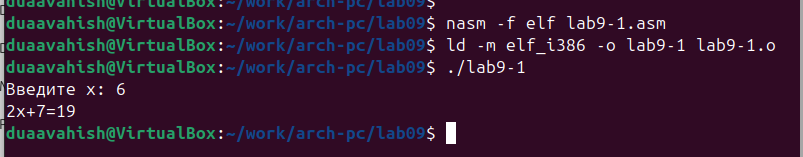 duaavahish@VirtualBox:~/work/arch-pc/lab09$ nasm -f elf lab9-1.asm
duaavahish@VirtualBox:~/work/arch-pc/lab09$ ld -m elf_i386 -o lab9-1 lab9-1.o
duaavahish@VirtualBox:~/work/arch-pc/lab09$ ./lab9-1
Введите x: 6
2x+7=19
duaavahish@VirtualBox:~/work/arch-pc/lab09$